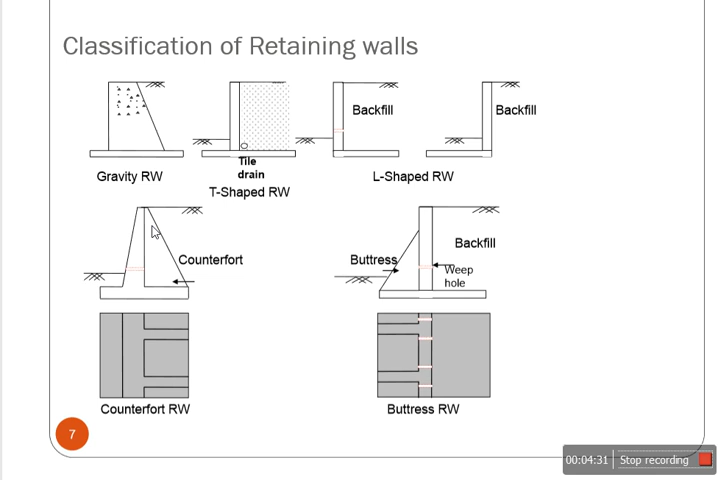 Classification of Retaining walls
Backfill
Backfill
Tile
drain
Gravity RW
T-Shaped RW
L-Shaped RW
Counterfort
Buttress
Backfill
Weep
hole
Counterfort RW
Buttress RW
7
00:04:31
Stop recording